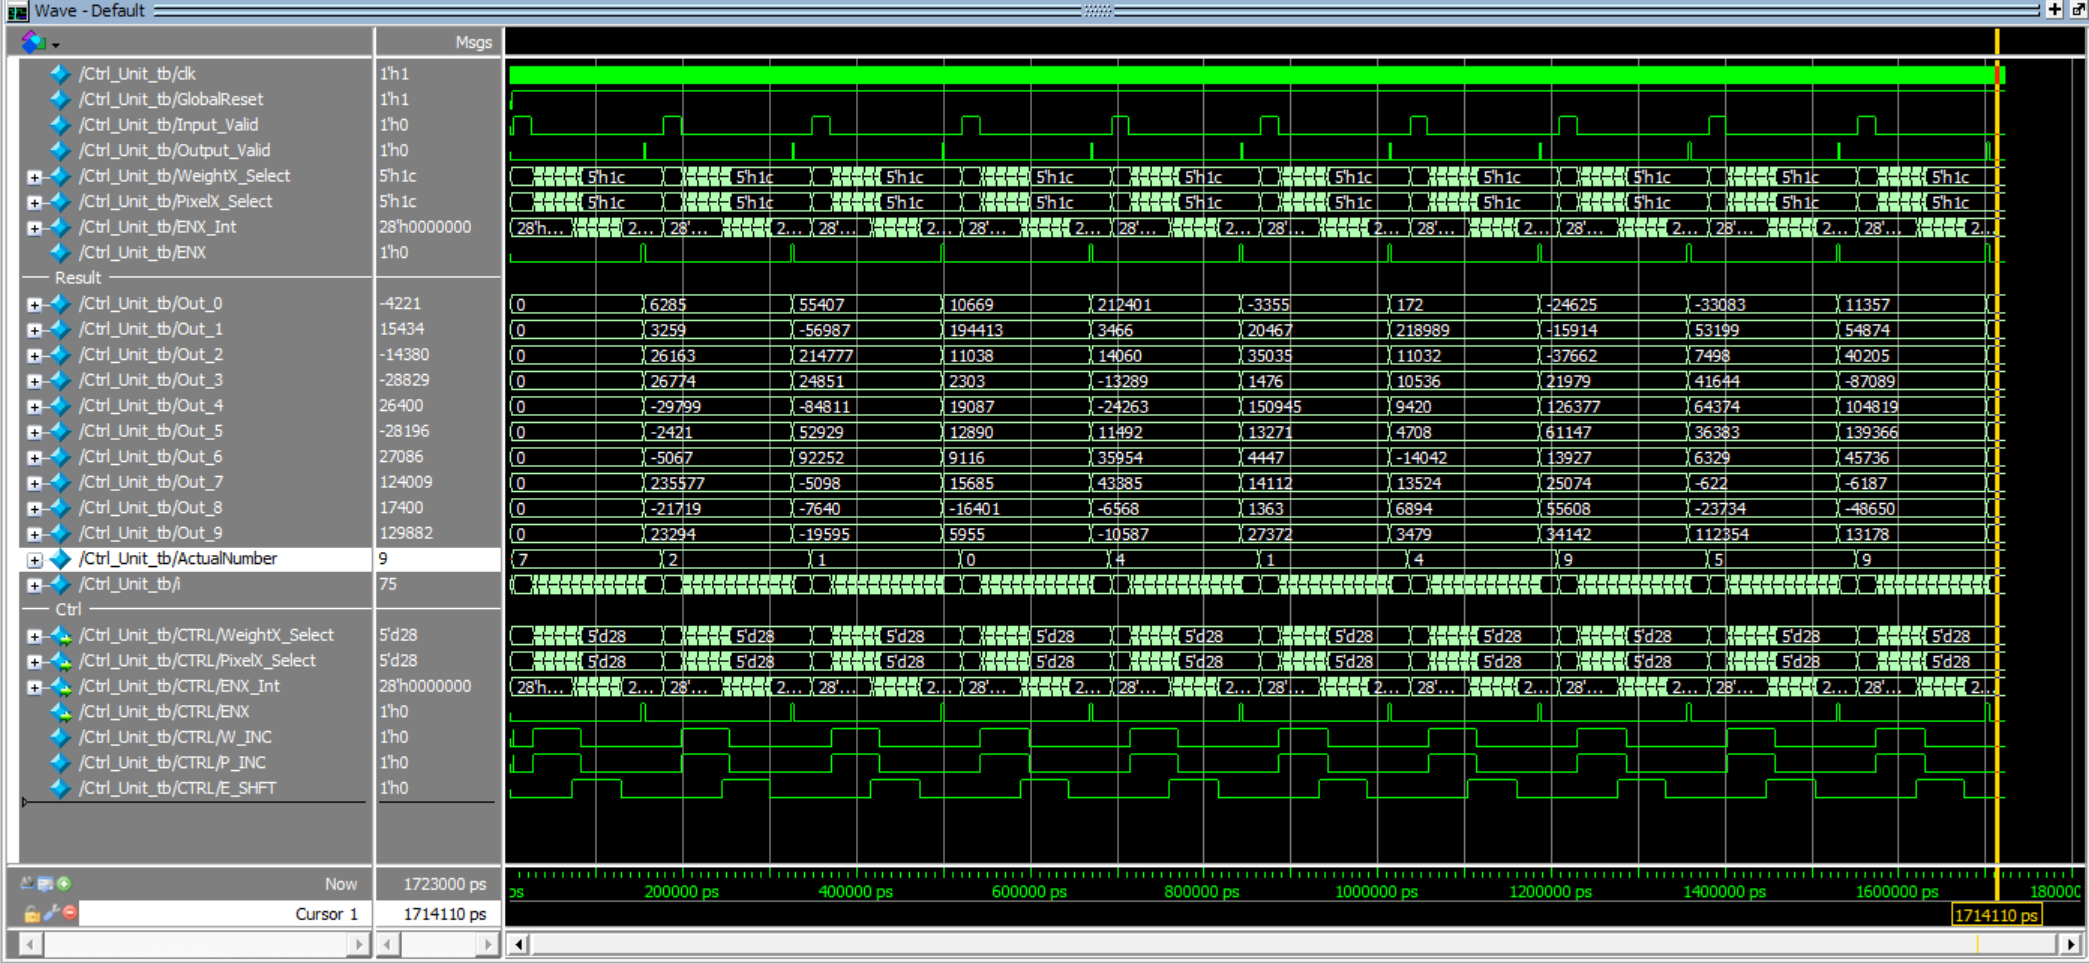 Wave - Default
Msgs
/Ctrl_Unit_tb/clk 1'h1
/Ctrl_Unit_tb/GlobalReset 1'h1
/Ctrl_Unit_tb/Input_Valid 1'h0
/Ctrl_Unit_tb/Output_Valid 1'h0
/Ctrl_Unit_tb/WeightX_Select 5'h1c 5'h1c 5'h1c 5'h1c 5'h1c 5'h1c 5'h1c 5'h1c 5'h1c 5'h1c 5'h1c
/Ctrl_Unit_tb/PixelX_Select 5'h1c 5'h1c 5'h1c 5'h1c 5'h1c 5'h1c 5'h1c 5'h1c 5'h1c 5'h1c 5'h1c
/Ctrl_Unit_tb/ENX_Int 28'h0000000 28'h... 2... 28'... 2... 28'... 2... 28'... 2... 28'... 2... 28'... 2... 28'... 2... 28'... 2... 28'... 2... 28'... 2...
/Ctrl_Unit_tb/ENX 1'h0
Result
/Ctrl_Unit_tb/Out_0 -4221 0 6285 55407 10669 212401 -3355 172 -24625 -33083 11357
/Ctrl_Unit_tb/Out_1 15434 0 3259 -56987 194413 3466 20467 218989 -15914 53199 54874
/Ctrl_Unit_tb/Out_2 -14380 0 26163 214777 11038 14060 35035 11032 -37662 7498 40205
/Ctrl_Unit_tb/Out_3 -28829 0 26774 24851 2303 -13289 1476 10536 21979 41644 -87089
/Ctrl_Unit_tb/Out_4 26400 0 -29799 -84811 19087 -24263 150945 9420 126377 64374 104819
/Ctrl_Unit_tb/Out_5 -28196 0 -2421 52929 12890 11492 13271 4708 61147 36383 139366
/Ctrl_Unit_tb/Out_6 27086 0 -5067 92252 9116 35954 4447 -14042 13927 6329 45736
/Ctrl_Unit_tb/Out_7 124009 0 235577 -5098 15685 43385 14112 13524 25074 -622 -6187
/Ctrl_Unit_tb/Out_8 17400 0 -21719 -7640 -16401 -6568 1363 6894 55608 -23734 -48650
/Ctrl_Unit_tb/Out_9 129882 0 23294 -19595 5955 -10587 27372 3479 34142 112354 13178
/Ctrl_Unit_tb/ActualNumber 9 7 2 1 0 4 1 4 9 5 9
/Ctrl_Unit_tb/i 75
Ctrl
/Ctrl_Unit_tb/CTRL/WeightX_Select 5'd28 5'd28 5'd28 5'd28 5'd28 5'd28 5'd28 5'd28 5'd28 5'd28 5'd28
/Ctrl_Unit_tb/CTRL/PixelX_Select 5'd28 5'd28 5'd28 5'd28 5'd28 5'd28 5'd28 5'd28 5'd28 5'd28 5'd28
/Ctrl_Unit_tb/CTRL/ENX_Int 28'h0000000 28'h... 2... 28'... 2... 28'... 2... 28'... 2... 28'... 2... 28'... 2... 28'... 2... 28'... 2... 28'... 2... 28'... 2...
/Ctrl_Unit_tb/CTRL/ENX 1'h0
/Ctrl_Unit_tb/CTRL/W_INC 1'h0
/Ctrl_Unit_tb/CTRL/P_INC 1'h0
/Ctrl_Unit_tb/CTRL/E_SHFT 1'h0
Now 1723000 ps ps 200000 ps 400000 ps 600000 ps 800000 ps 1000000 ps 1200000 ps 1400000 ps 1600000 ps 180000
Cursor 1 1714110 ps 1714110 ps